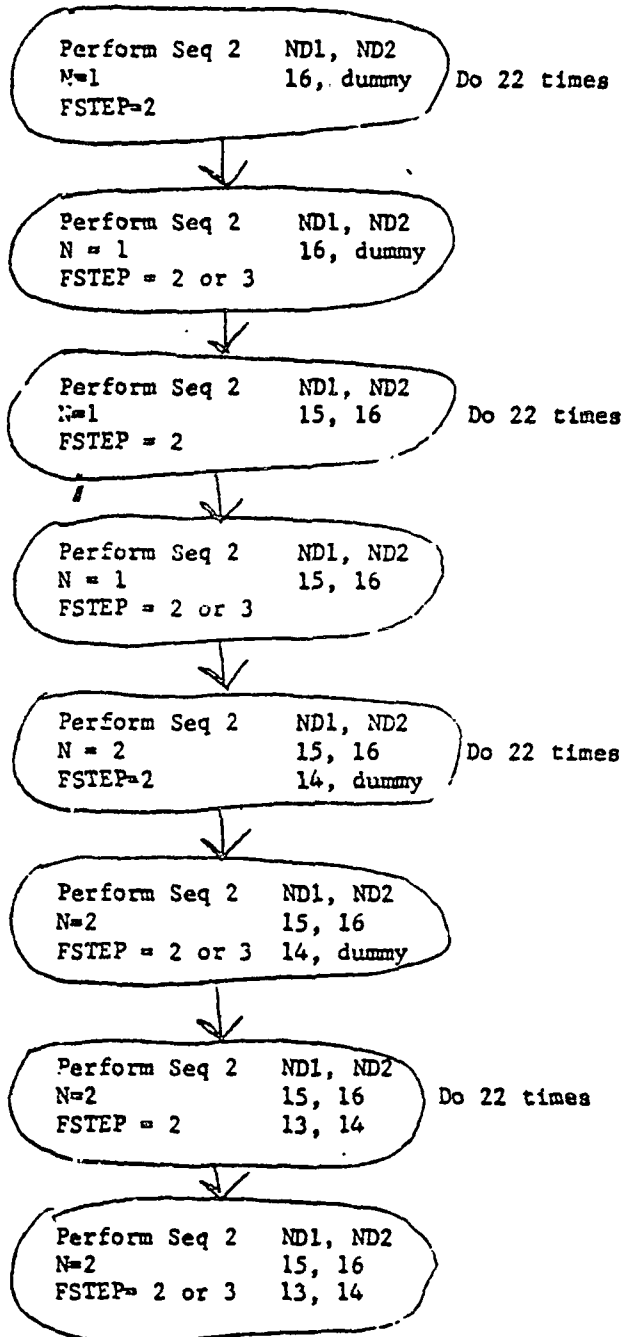 Perform Seq 2 ND1, ND2
N=1 16, dummy Do 22 times
FSTEP=2
Perform Seq 2 ND1, ND2
N = 1 16, dummy
FSTEP = 2 or 3
Perform Seq 2 ND1, ND2
N=1 15, 16 Do 22 times
FSTEP = 2
Perform Seq 2 ND1, ND2
N = 1 15, 16
FSTEP = 2 or 3
Perform Seq 2 ND1, ND2
N = 2 15, 16 Do 22 times
FSTEP=2 14, dummy
Perform Seq 2 ND1, ND2
N=2 15, 16
FSTEP = 2 or 3 14, dummy
Perform Seq 2 ND1, ND2
N=2 15, 16 Do 22 times
FSTEP = 2 13, 14
Perform Seq 2 ND1, ND2
N=2 15, 16
FSTEP= 2 or 3 13, 14